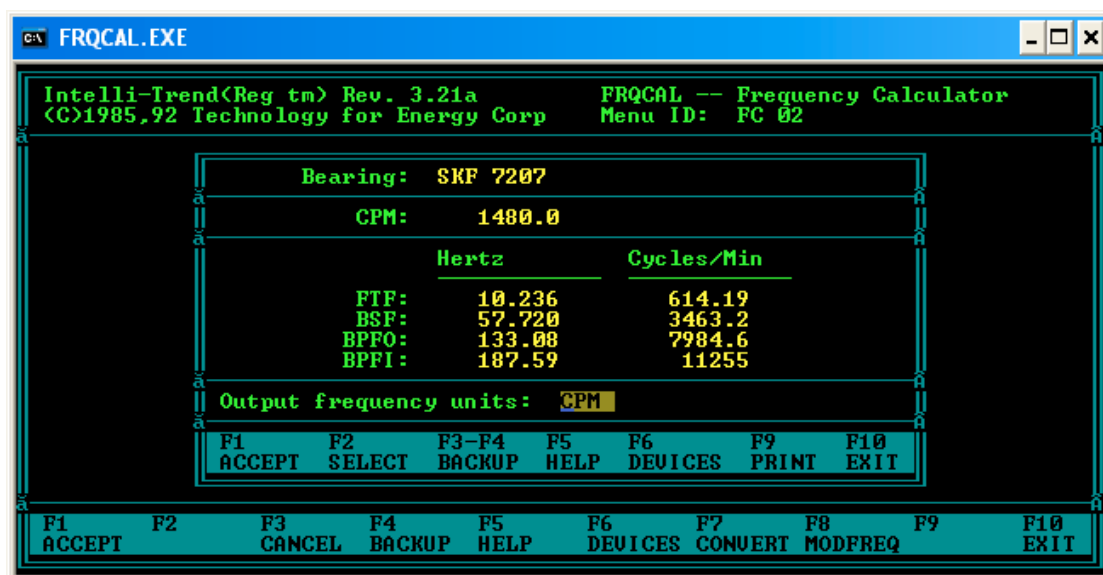 FRQCAL.EXE
Intelli-Trend(Reg tm) Rev. 3.21a FRQCAL -- Frequency Calculator
(C)1985,92 Technology for Energy Corp Menu ID: FC 02
Bearing: SKF 7207
CPM: 1480.0
Hertz Cycles/Min
FTF: 10.236 614.19
BSF: 57.720 3463.2
BPFO: 133.08 7984.6
BPFI: 187.59 11255
Output frequency units: CPM
F1 F2 F3-F4 F5 F6 F9 F10
ACCEPT SELECT BACKUP HELP DEVICES PRINT EXIT
F1 F2 F3 F4 F5 F6 F7 F8 F9 F10
ACCEPT CANCEL BACKUP HELP DEVICES CONVERT MODFREQ EXIT